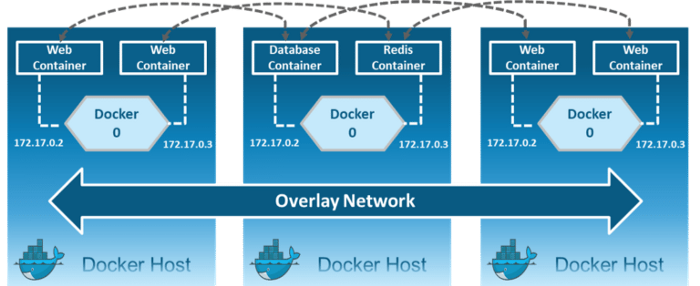 Web
Container
Web
Container
Database
Container
Redis
Container
Web
Container
Web
Container
Docker
0
Docker
0
Docker
0
172.17.0.2
172.17.0.3
172.17.0.2
172.17.0.3
172.17.0.2
172.17.0.3
Overlay Network
Docker Host
Docker Host
Docker Host